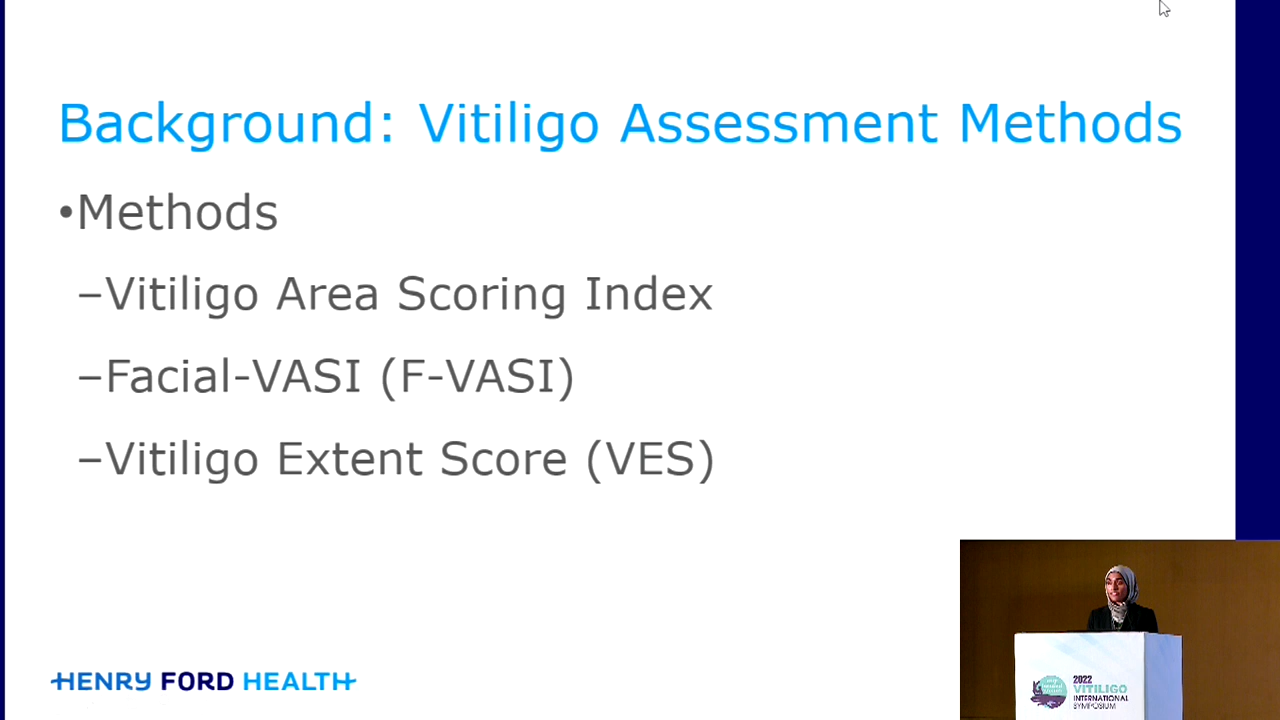 Background: Vitiligo Assessment Methods
•Methods
–Vitiligo Area Scoring Index
–Facial-VASI (F-VASI)
–Vitiligo Extent Score (VES)
HENRY FORD HEALTH
2022
VITILIGO
INTERNATIONAL
SYMPOSIUM